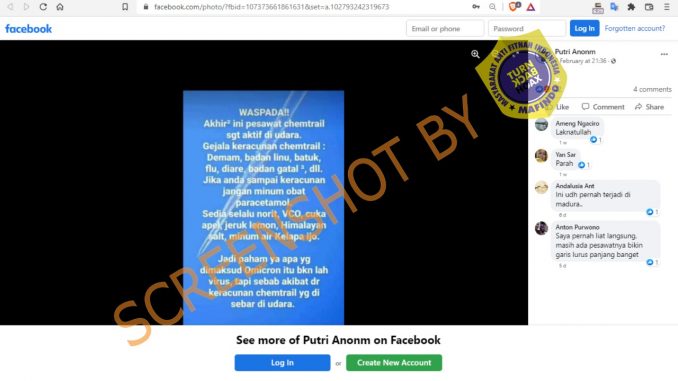 facebook.com/photo/?fbid=107373661861631&set=a.102793242319673
facebook
Email or phone
Password
Log In
Forgotten account?
Putri Anonm
February at 21:36
4 comments
Like
Comment
Share
WASPADA!!
Akhir² ini pesawat chemtrail
sgt aktif di udara.
Gejala keracunan chemtrail :
Demam, badan linu, batuk,
flu, diare, badan gatal ², dll.
Jika anda sampai keracunan
jangan minum obat
paracetamol
Sedia selalu norit, VCO, cuka
apel, jeruk lemon, Himalayan
salt, minum air Kelapa Ijo.
Jadi paham ya apa yg
dimaksud Omicron itu bkn lah
virus, tapi sebab akibat dr
keracunan chemtrail yg di
sebar di udara.
Ameng Ngaciro
Laknatullah
1 w
1
Yan Sar
Parah
1 w
1
Andalusia Ant
Ini udh pernah terjadi di
madura..
6 d
1
Anton Purwono
Saya pernah liat langsung,
masih ada pesawatnya bikin
garis lurus panjang banget
5 d
1
SCREENSHOT BY
MASYARAKAT ANTI FITNAH INDONESIA
TURN
BACK
HOAX
MAFINDO
See more of Putri Anonm on Facebook
Log In
or
Create New Account